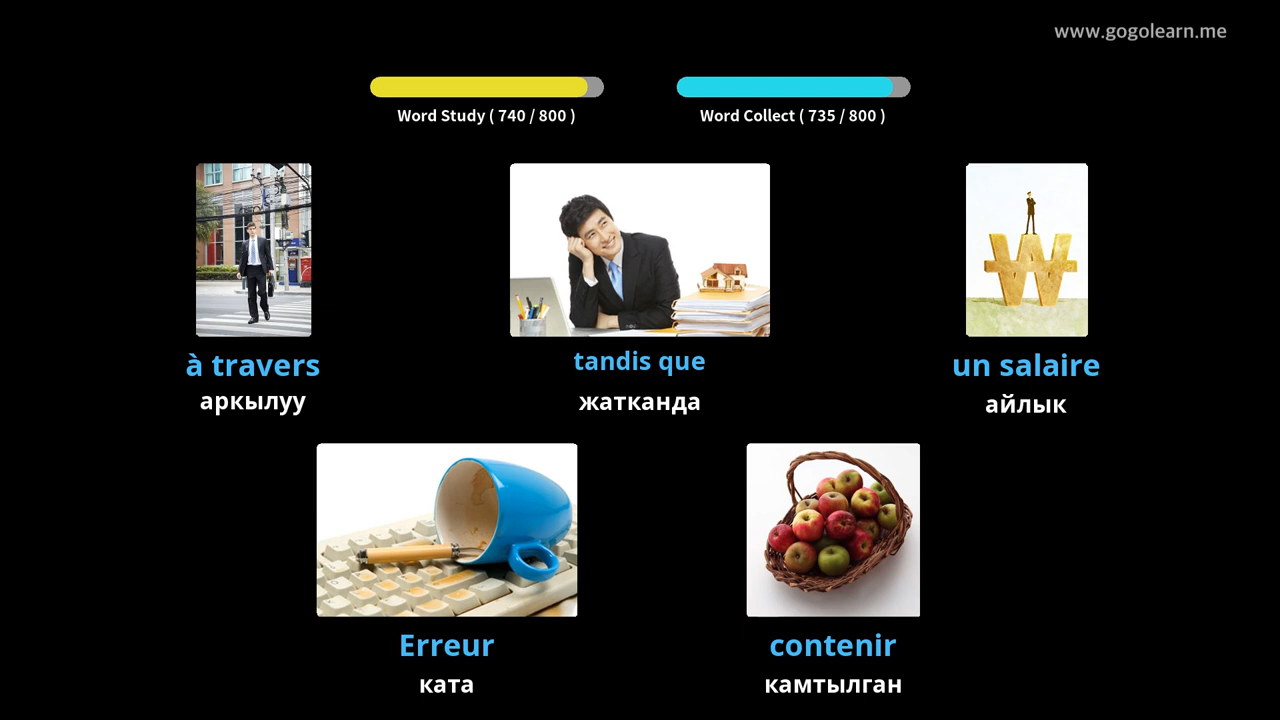 www.gogolearn.me
Word Study ( 740 / 800 )
Word Collect ( 735 / 800 )
à travers
аркылуу
tandis que
жатканда
un salaire
айлык
Erreur
ката
contenir
камтылган